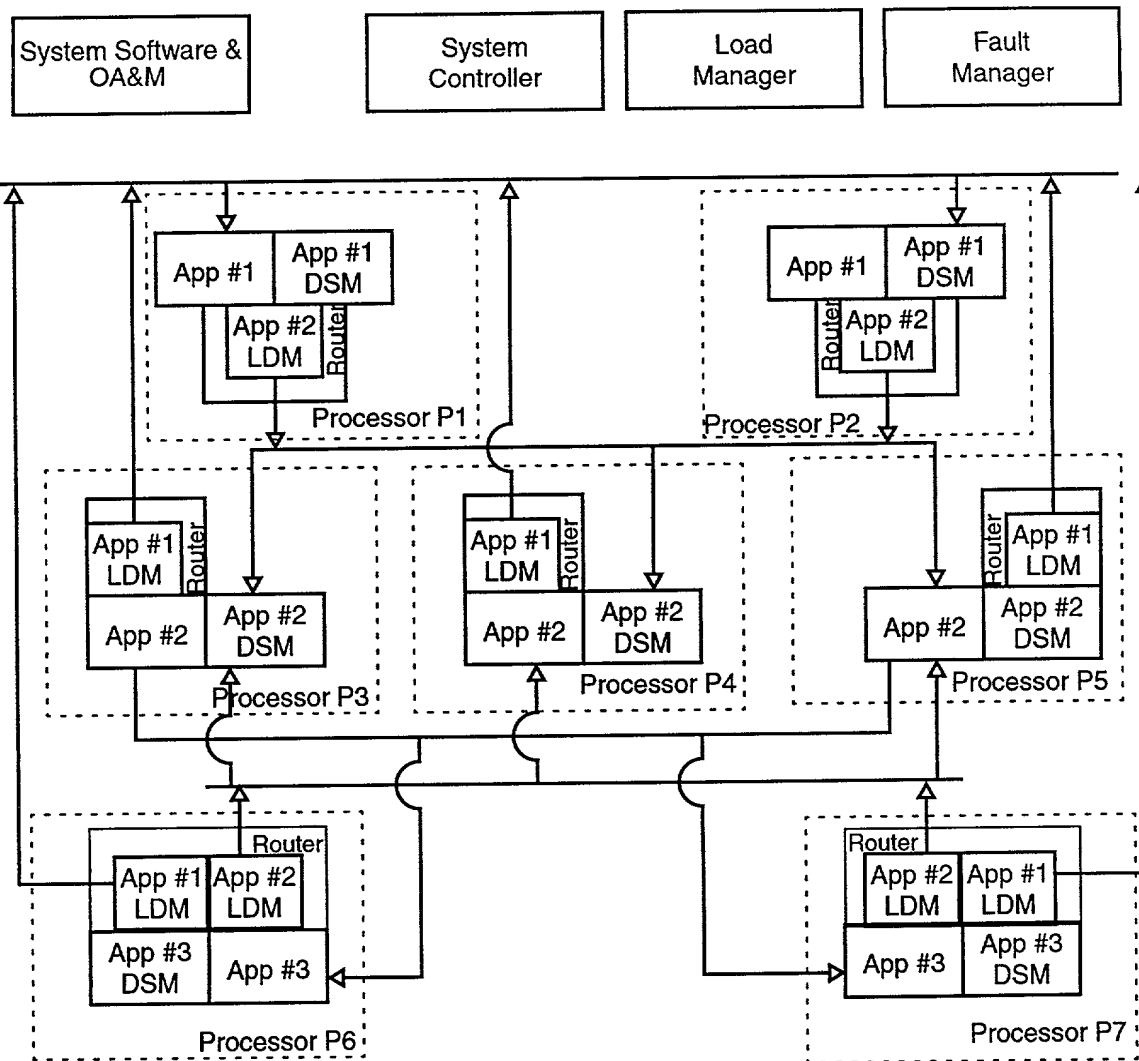 System Software &
OA&M
System
Controller
Load
Manager
Fault
Manager
App #1
App #1
DSM
App #2
LDM
Router
Processor P1
App #1
App #1
DSM
Router
App #2
LDM
Processor P2
App #1
LDM
Router
App #2
App #2
DSM
Processor P3
App #1
LDM
Router
App #2
App #2
DSM
Processor P4
Router
App #1
LDM
App #2
App #2
DSM
Processor P5
Router
App #1
LDM
App #2
LDM
App #3
DSM
App #3
Processor P6
Router
App #2
LDM
App #1
LDM
App #3
App #3
DSM
Processor P7